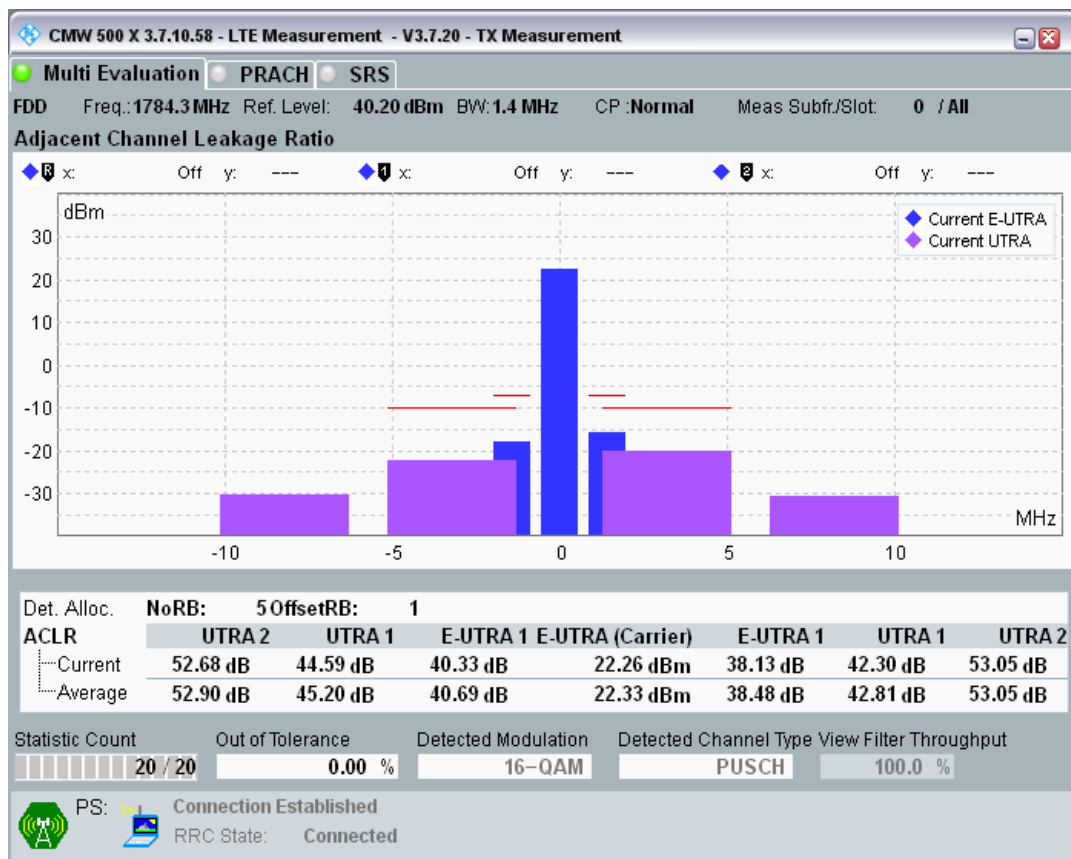 CMW 500 X 3.7.10.58 - LTE Measurement - V3.7.20 - TX Measurement
Multi Evaluation PRACH SRS
FDD Freq.: 1784.3 MHz Ref. Level: 40.20 dBm BW: 1.4 MHz CP :Normal Meas Subfr./Slot: 0 / All
Adjacent Channel Leakage Ratio
R x: Off y: --- 1 x: Off y: --- 2 x: Off y: ---
dBm
Current E-UTRA
Current UTRA
30
20
10
0
-10
-20
-30
MHz
-10 -5 0 5 10
Det. Alloc. NoRB: 5 OffsetRB: 1
ACLR UTRA 2 UTRA 1 E-UTRA 1 E-UTRA (Carrier) E-UTRA 1 UTRA 1 UTRA 2
Current 52.68 dB 44.59 dB 40.33 dB 22.26 dBm 38.13 dB 42.30 dB 53.05 dB
Average 52.90 dB 45.20 dB 40.69 dB 22.33 dBm 38.48 dB 42.81 dB 53.05 dB
Statistic Count Out of Tolerance Detected Modulation Detected Channel Type View Filter Throughput
20 / 20 0.00 % 16-QAM PUSCH 100.0 %
PS: Connection Established
RRC State: Connected